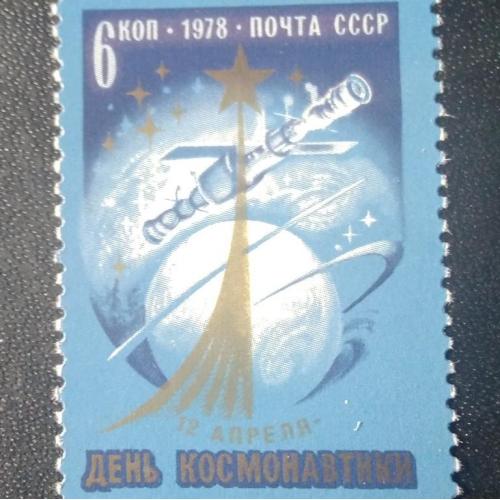 6 КОП · 1978 · ПОЧТА СССР
12 АПРЕЛЯ-
ДЕНЬ КОСМОНАВТИКИ